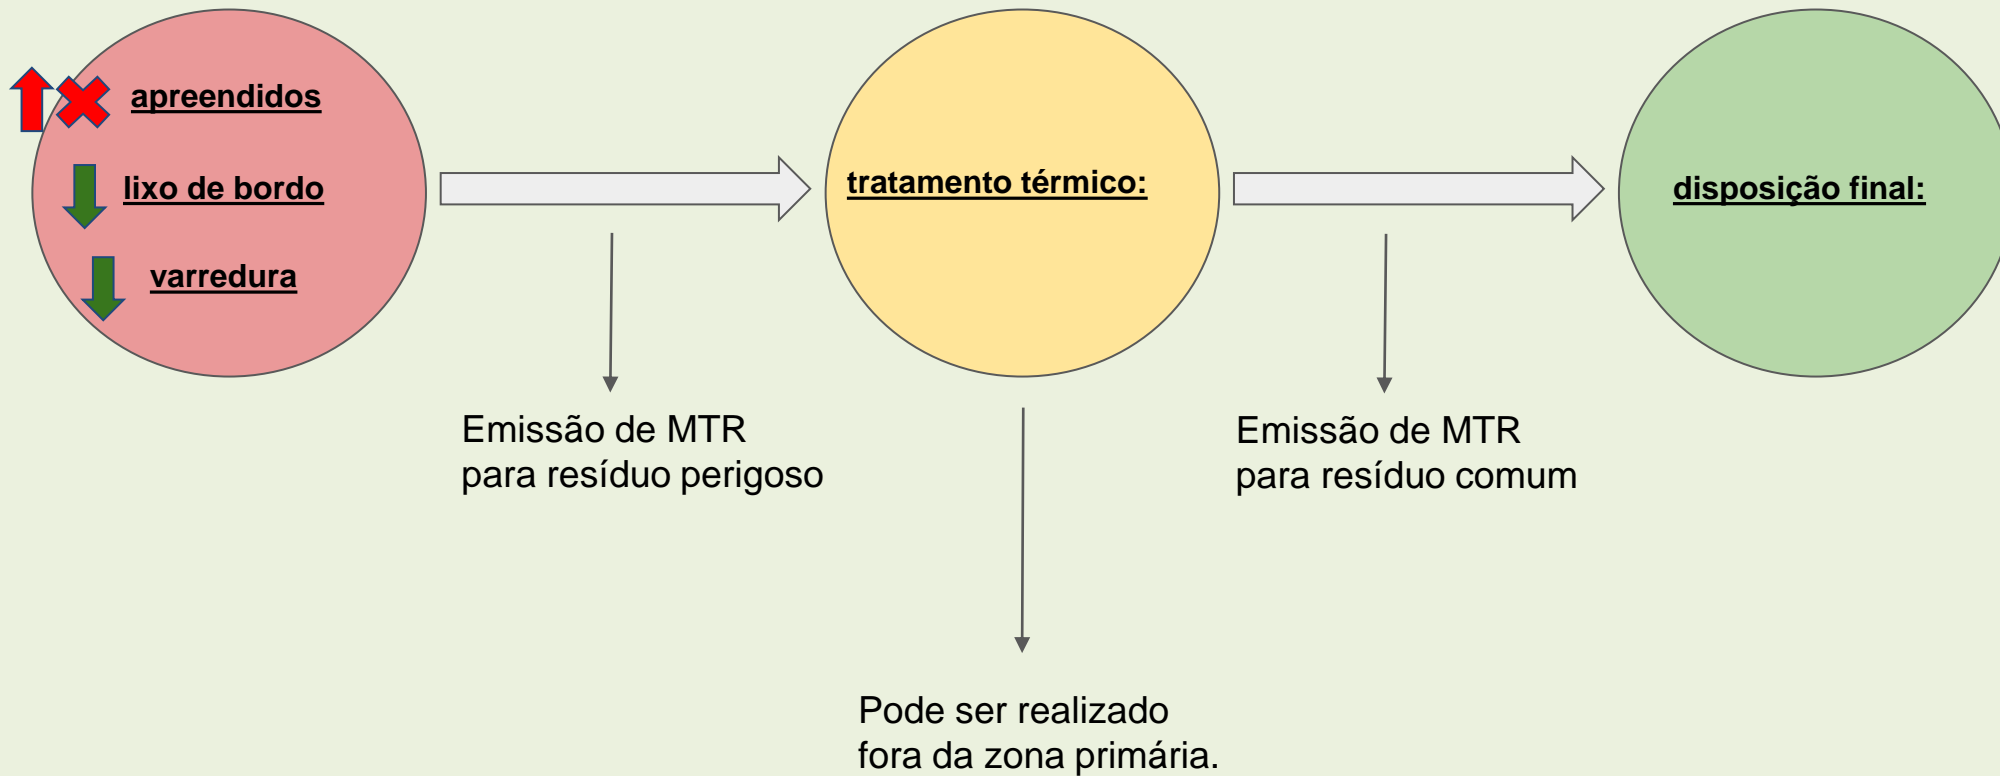 apreendidos
lixo de bordo
varredura
tratamento térmico:
disposição final:
Emissão de MTR
para resíduo perigoso
Emissão de MTR
para resíduo comum
Pode ser realizado
fora da zona primária.